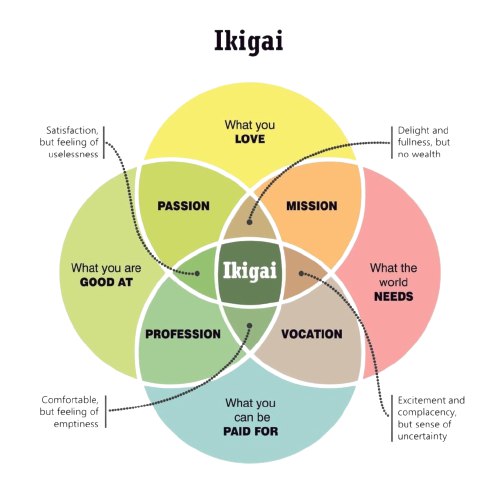 Ikigai
What you
LOVE
Satisfaction,
but feeling of
uselessness
Delight and
fullness, but
no wealth
PASSION
MISSION
What you are
GOOD AT
Ikigai
What the
world
NEEDS
PROFESSION
VOCATION
Comfortable,
but feeling of
emptiness
What you
can be
PAID FOR
Excitement and
complacency,
but sense of
uncertainty